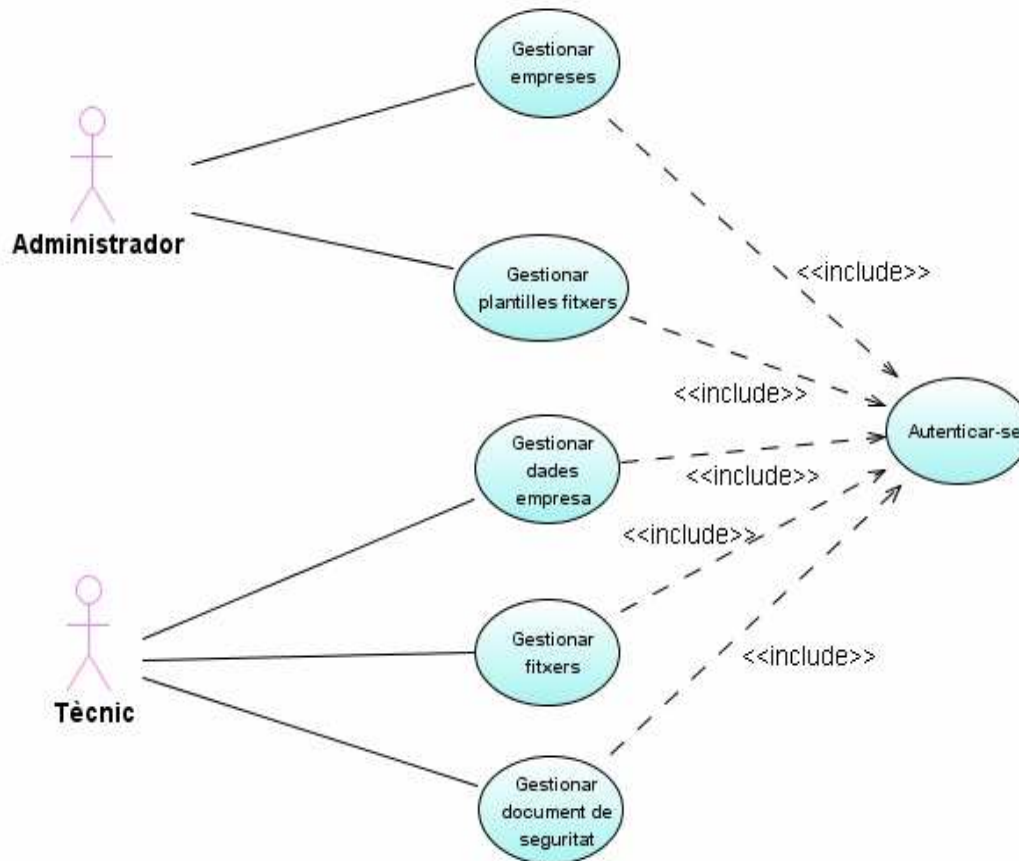 Gestionar
empreses
Administrador
<<include>>
Gestionar
plantilles fitxers
<<include>>
Autenticar-se
Gestionar
dades
empresa
<<include>>
<<include>>
Gestionar
fitxers
<<include>>
Tècnic
Gestionar
document de
seguritat